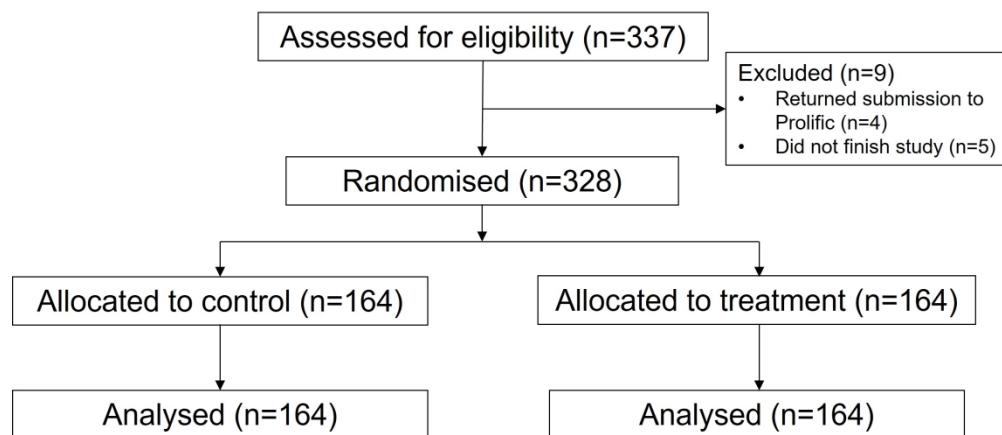 Assessed for eligibility (n=337)
Excluded (n=9)
• Returned submission to
Prolific (n=4)
• Did not finish study (n=5)
Randomised (n=328)
Allocated to control (n=164)
Allocated to treatment (n=164)
Analysed (n=164)
Analysed (n=164)